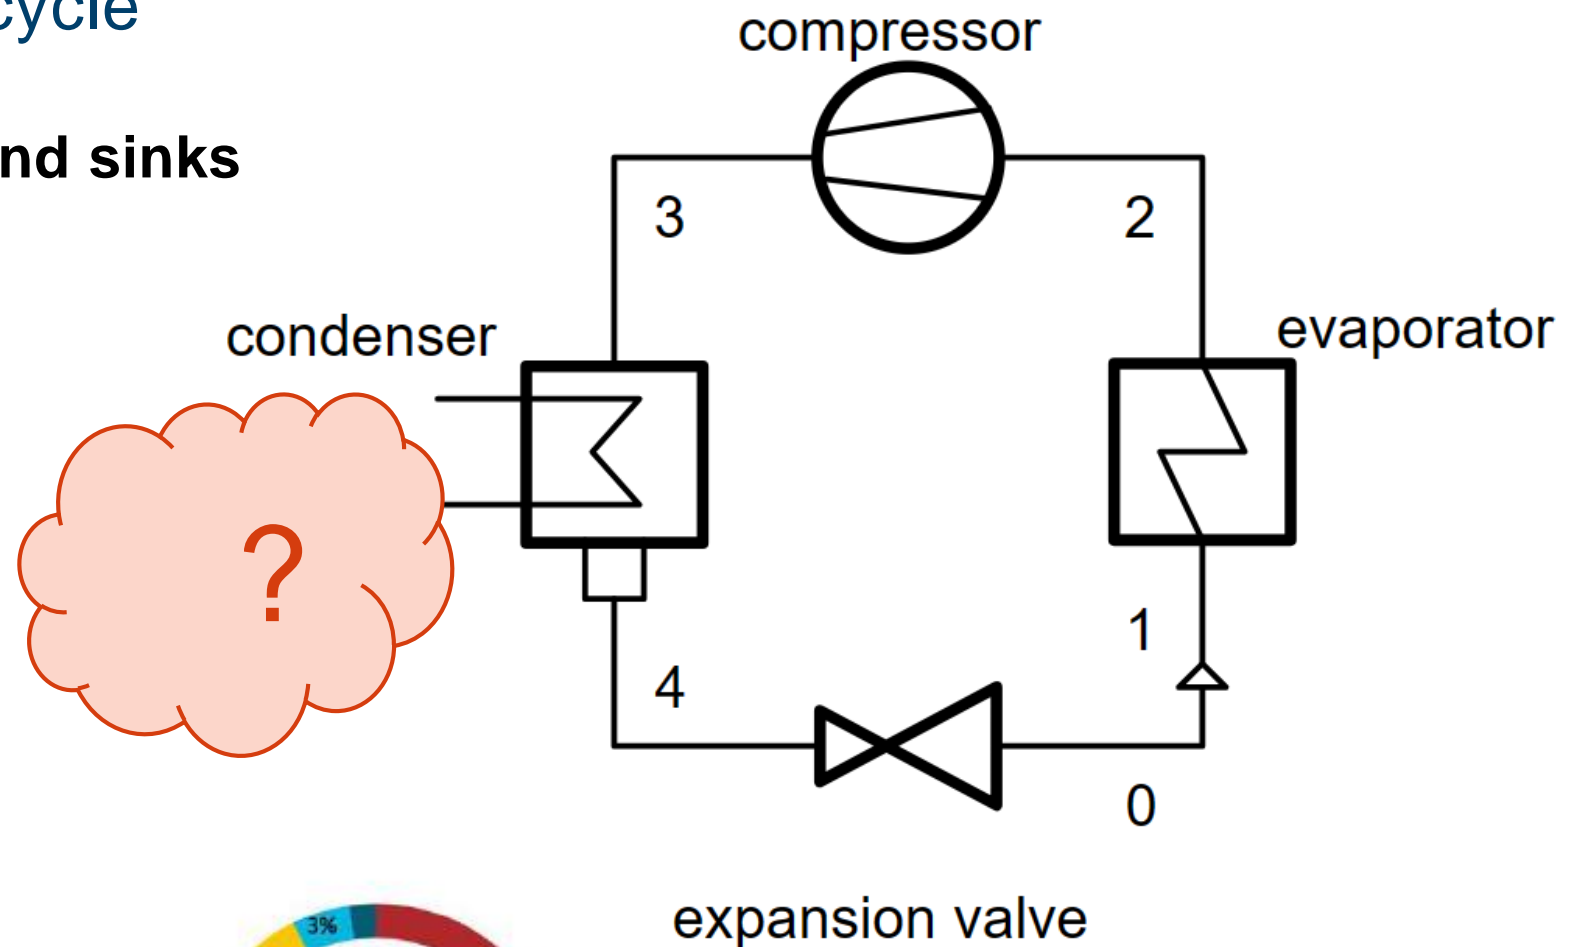 cycle
compressor
nd sinks
3
2
condenser
evaporator
?
1
4
0
3%
expansion valve